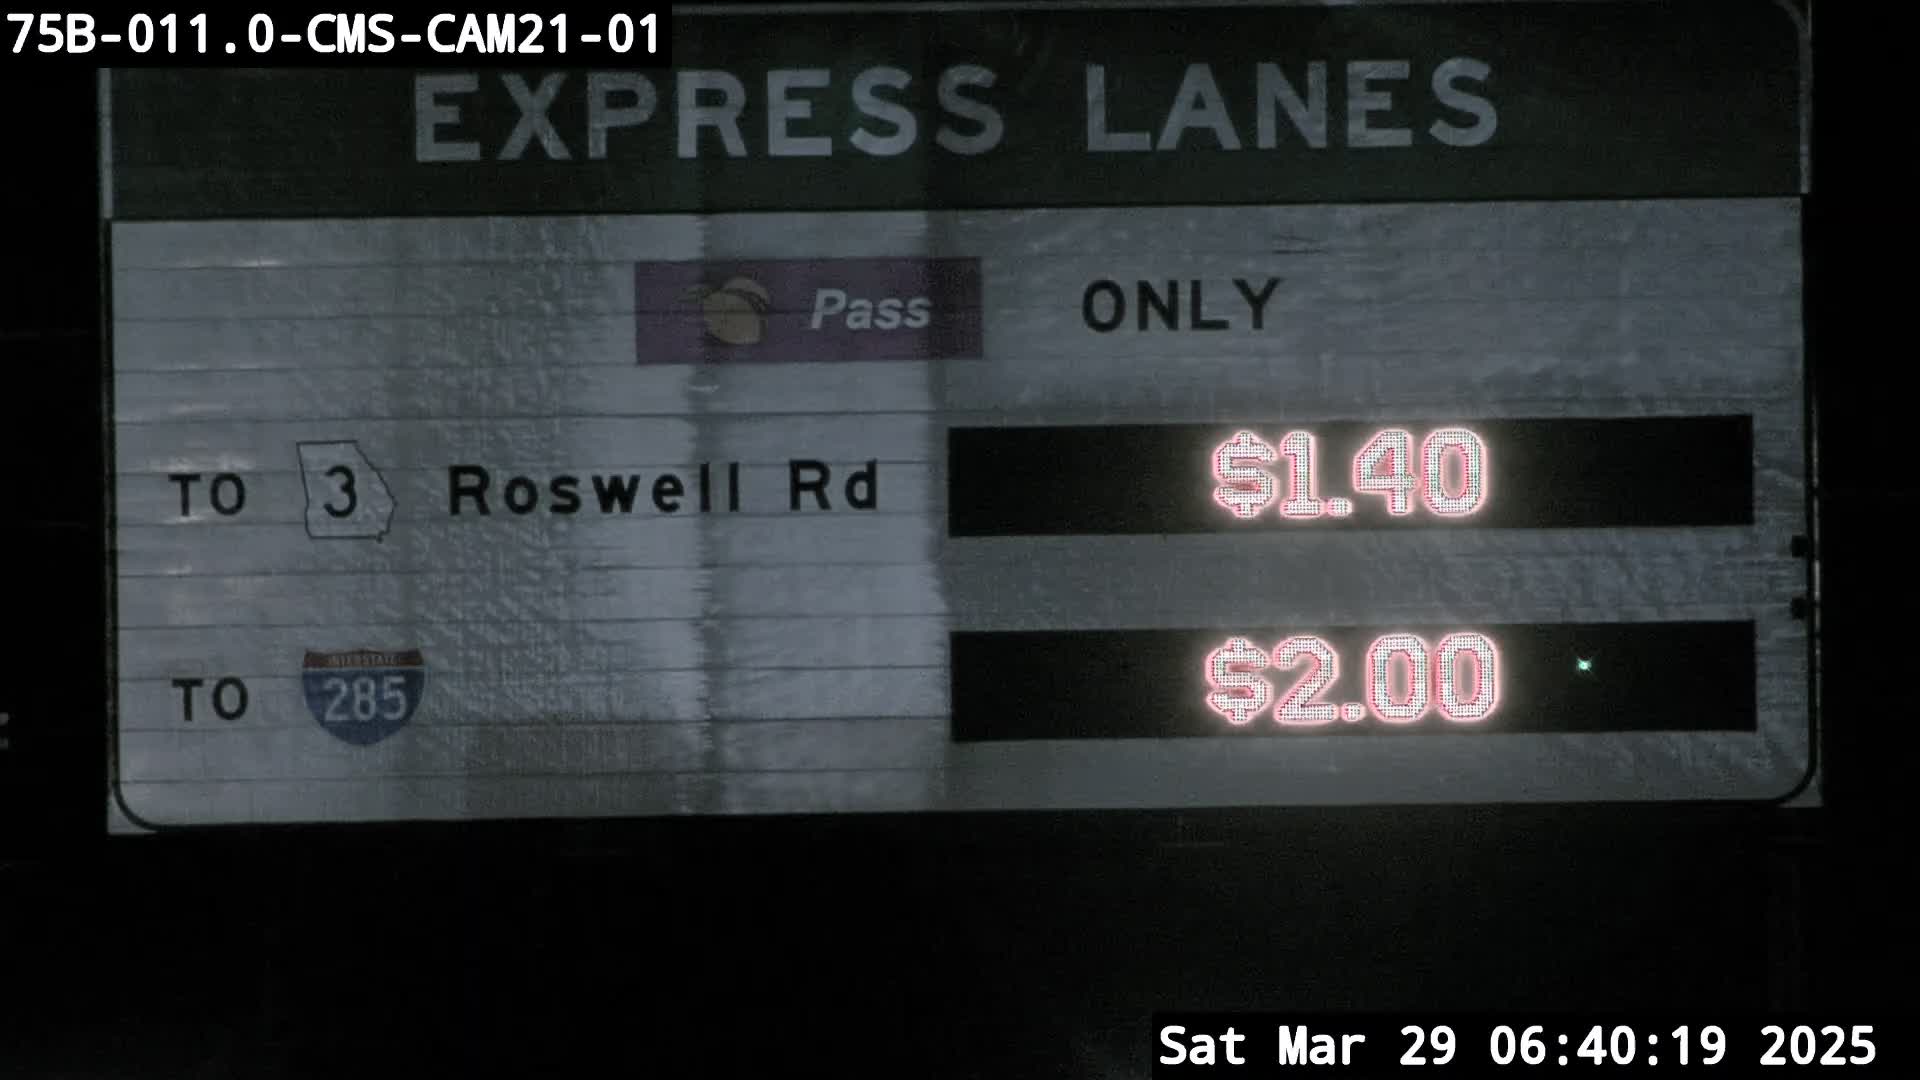 75B-011.0-CMS-CAM21-01
EXPRESS LANES
Pass ONLY
TO 3 Roswell Rd $1.40
TO INTERSTATE 285 $2.00
Sat Mar 29 06:40:19 2025